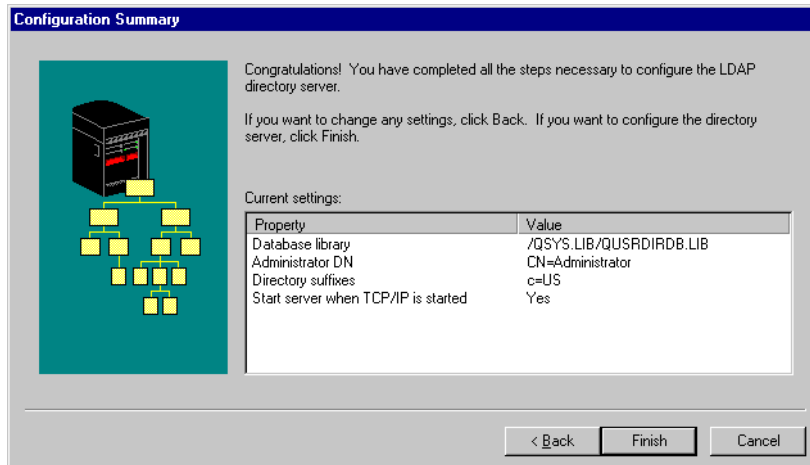 Configuration Summary
Congratulations!  You have completed all the steps necessary to configure the LDAP
directory server.
If you want to change any settings, click Back.  If you want to configure the directory
server, click Finish.
Current settings:
Property Value
Database library /QSYS.LIB/QUSRDIRDB.LIB
Administrator DN CN=Administrator
Directory suffixes c=US
Start server when TCP/IP is started Yes
< Back Finish Cancel